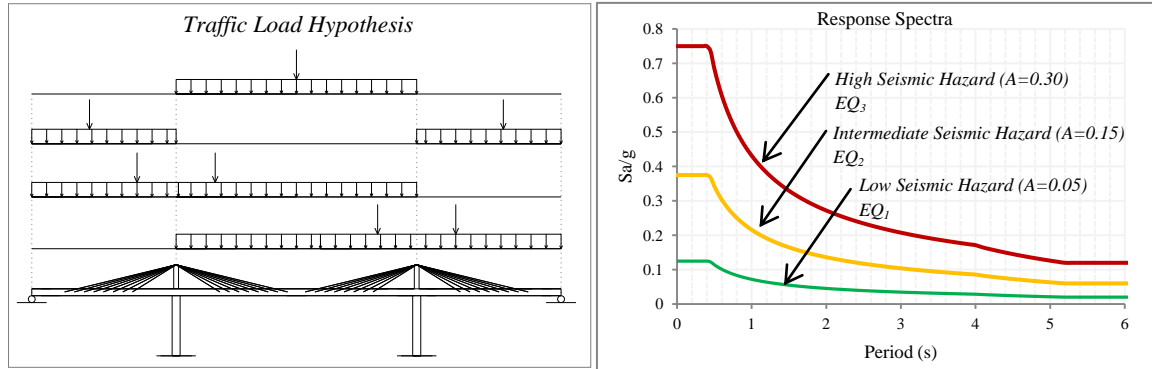 Traffic Load Hypothesis
Response Spectra
0.8
0.7
0.6
0.5
0.4
0.3
0.2
0.1
0
Sa/g
High Seismic Hazard (A=0.30)
EQ3
Intermediate Seismic Hazard (A=0.15)
EQ2
Low Seismic Hazard (A=0.05)
EQ1
0 1 2 3 4 5 6
Period (s)